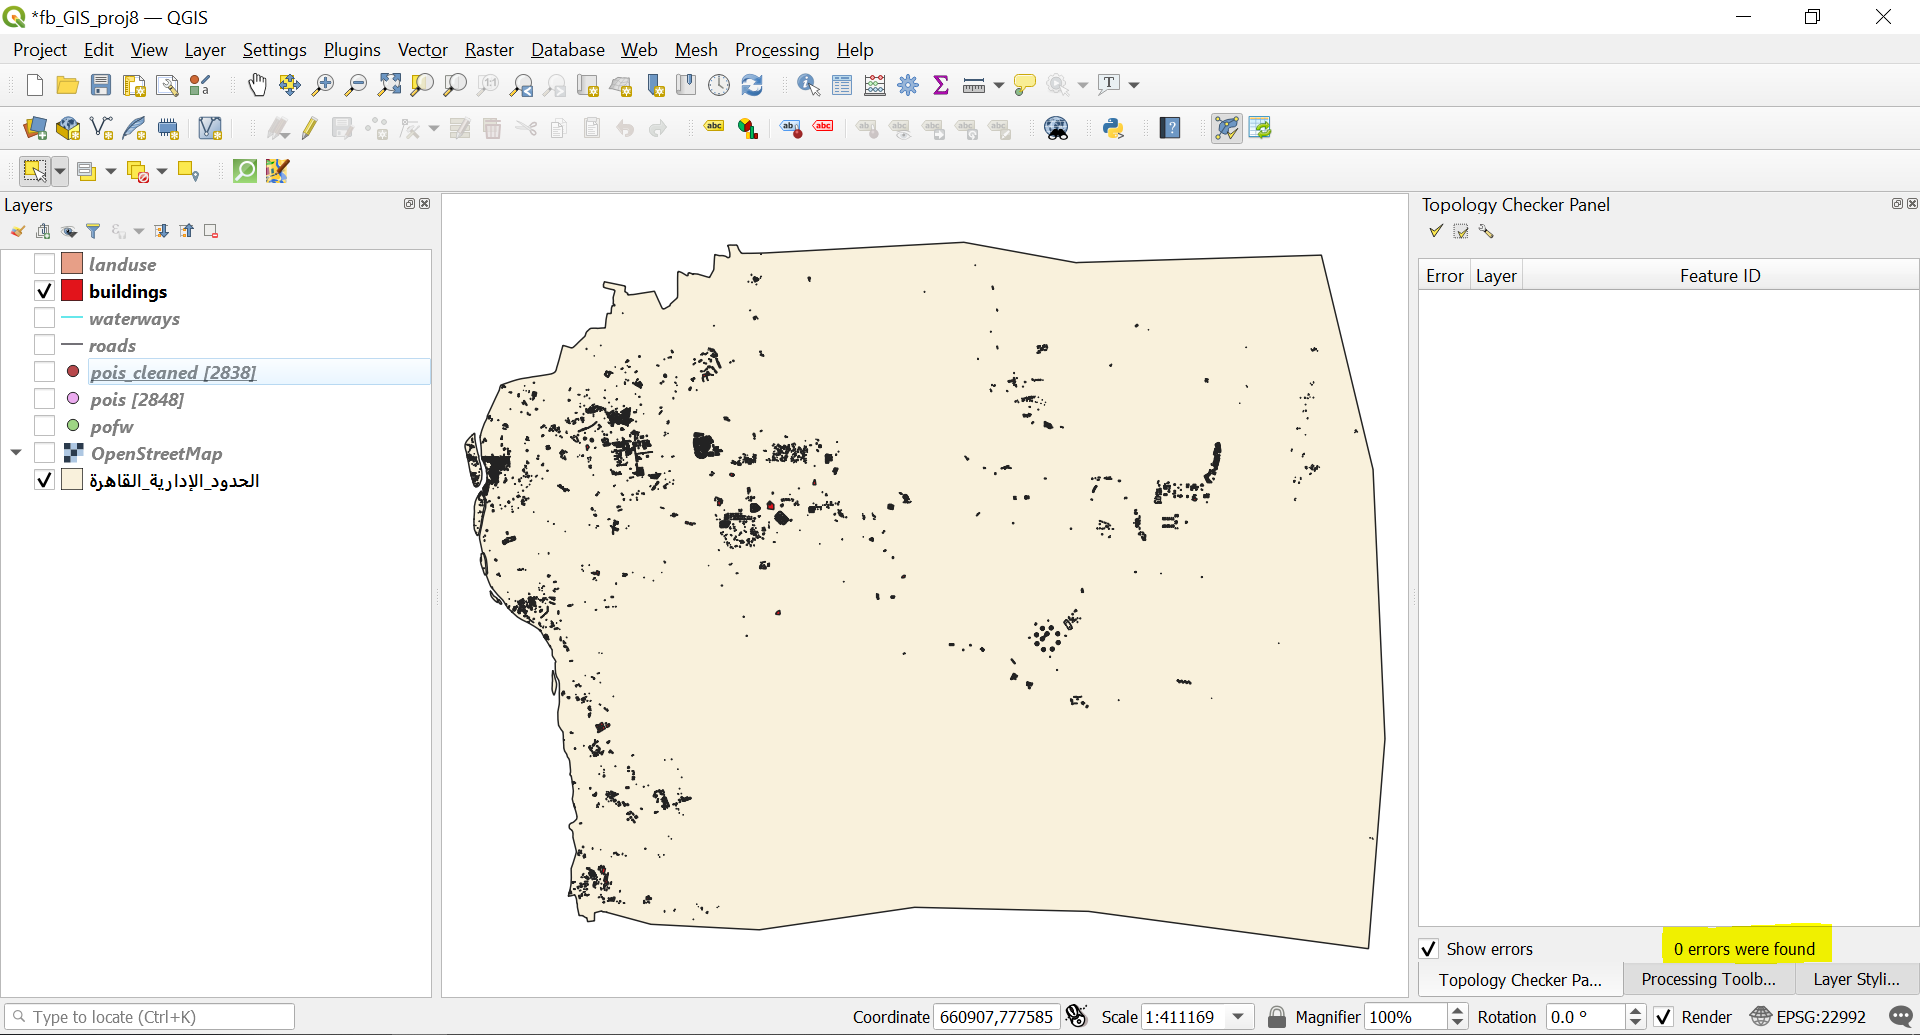 *fb_GIS_proj8 — QGIS
Project Edit View Layer Settings Plugins Vector Raster Database Web Mesh Processing Help
Layers
landuse
buildings
waterways
roads
pois_cleaned [2838]
pois [2848]
pofw
OpenStreetMap
الحدود_الإدارية_القاهرة
Topology Checker Panel
Error Layer Feature ID
Show errors 0 errors were found
Topology Checker Pa... Processing Toolb... Layer Styli...
Type to locate (Ctrl+K) Coordinate 660907,777585 Scale 1:411169 Magnifier 100% Rotation 0.0 ° Render EPSG:22992